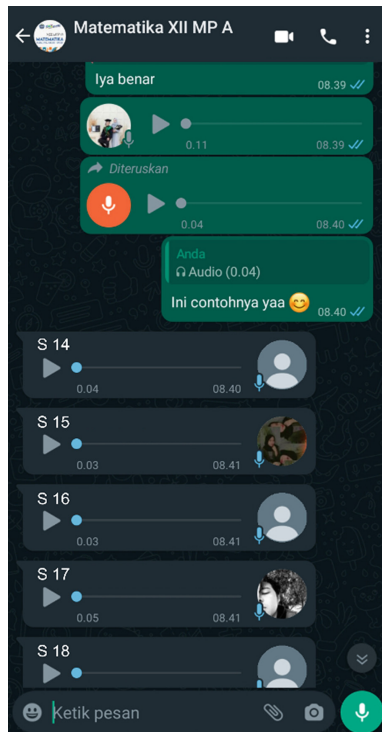 Matematika XII MP A
Iya benar
08.39
0.11 08.39
Diteruskan
0.04 08.40
Anda
Audio (0.04)
Ini contohnya yaa 😊 08.40
S 14
0.04 08.40
S 15
0.03 08.41
S 16
0.03 08.41
S 17
0.05 08.41
S 18
Ketik pesan